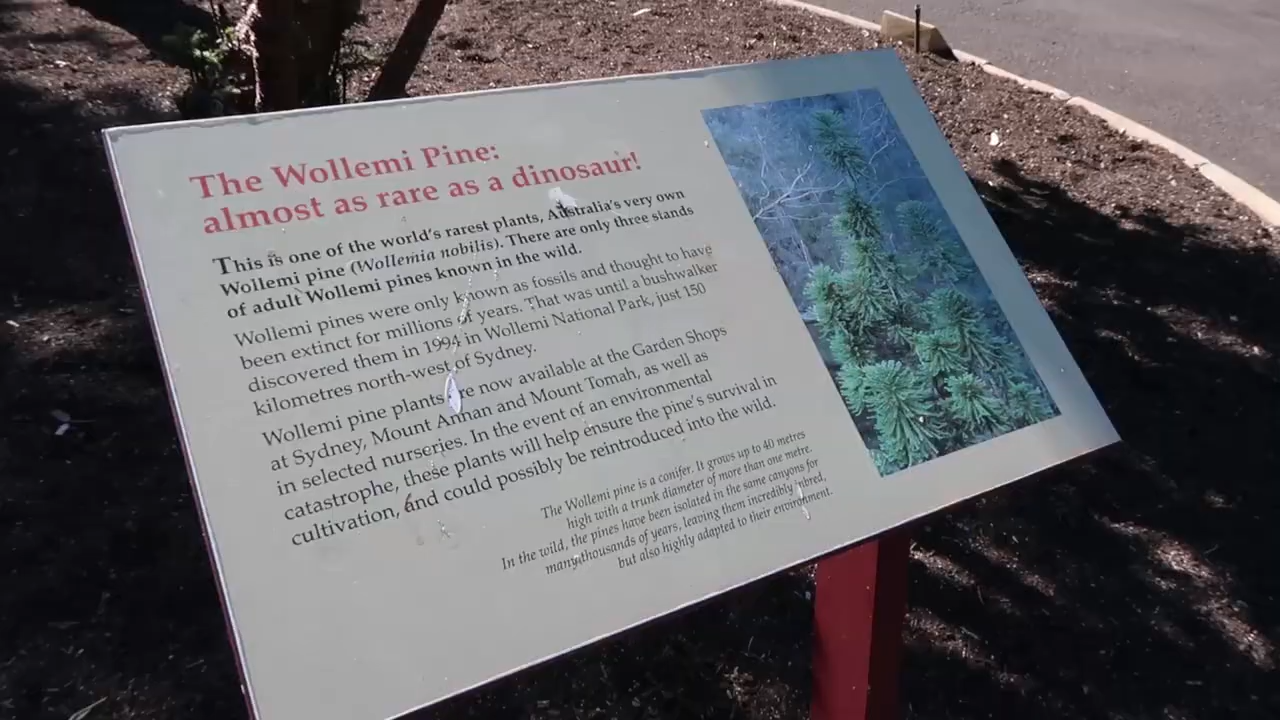 The Wollemi Pine:
almost as rare as a dinosaur!
This is one of the world's rarest plants, Australia's very own
Wollemi pine (Wollemia nobilis). There are only three stands
of adult Wollemi pines known in the wild.
Wollemi pines were only known as fossils and thought to have
been extinct for millions of years. That was until a bushwalker
discovered them in 1994 in Wollemi National Park, just 150
kilometres north-west of Sydney.
Wollemi pine plants are now available at the Garden Shops
at Sydney, Mount Annan and Mount Tomah, as well as
in selected nurseries. In the event of an environmental
catastrophe, these plants will help ensure the pine's survival in
cultivation, and could possibly be reintroduced into the wild.
The Wollemi pine is a conifer. It grows up to 40 metres
high with a trunk diameter of more than one metre.
In the wild, the pines have been isolated in the same canyons for
many thousands of years, leaving them incredibly inbred,
but also highly adapted to their environment.